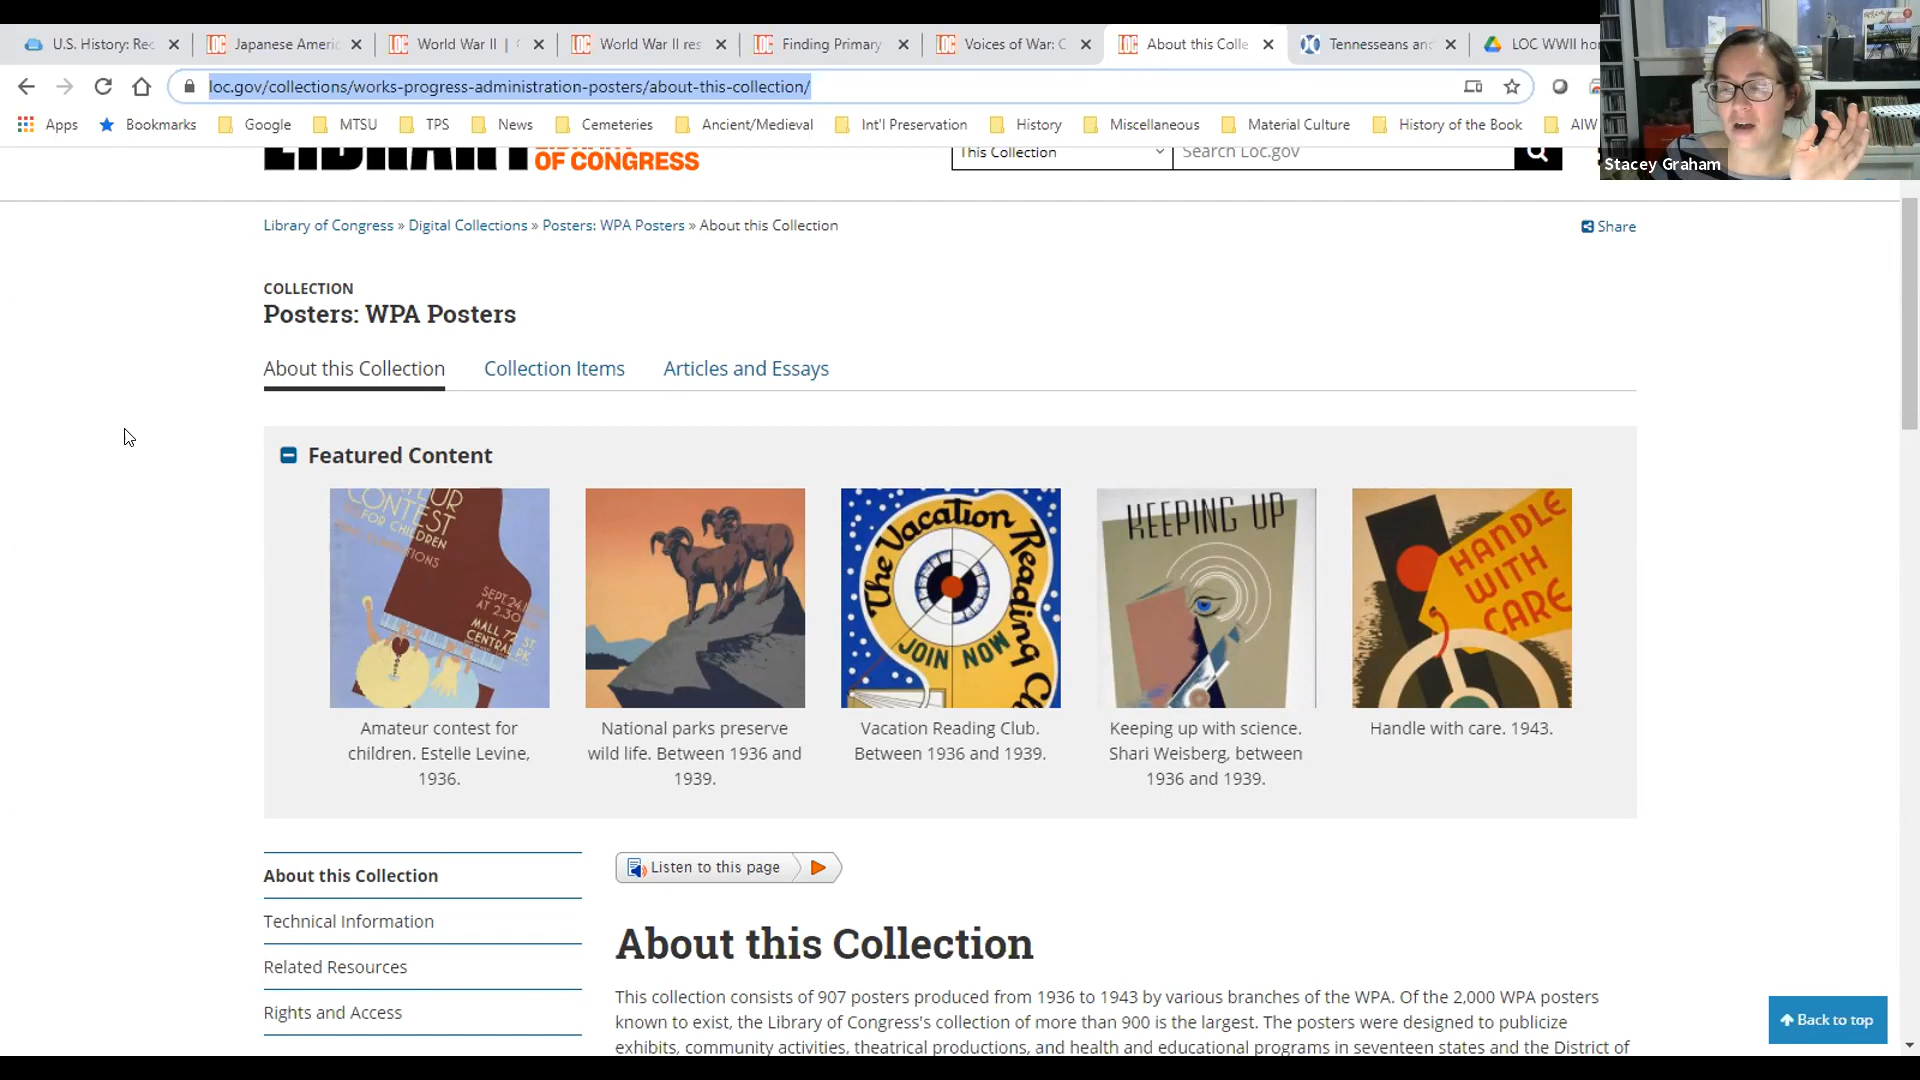 U.S. History: Rec
Japanese Americ
World War II |
World War II res
Finding Primary
Voices of War: C
About this Colle
Tennesseans and
LOC WWII ho
loc.gov/collections/works-progress-administration-posters/about-this-collection/
Apps
Bookmarks
Google
MTSU
TPS
News
Cemeteries
Ancient/Medieval
Int'l Preservation
History
Miscellaneous
Material Culture
History of the Book
AIW
Stacey Graham
LIBRARY
OF CONGRESS
This Collection
Search Loc.gov
Library of Congress » Digital Collections » Posters: WPA Posters » About this Collection
Share
COLLECTION
Posters: WPA Posters
About this Collection
Collection Items
Articles and Essays
Featured Content
CONTEST
FOR CHILDREN
SEPT. 24
AT 2.30
MALL 72 ST.
CENTRAL PK
The Vacation Reading
JOIN NOW
KEEPING UP
HANDLE
WITH
CARE
Amateur contest for
children. Estelle Levine,
1936.
National parks preserve
wild life. Between 1936 and
1939.
Vacation Reading Club.
Between 1936 and 1939.
Keeping up with science.
Shari Weisberg, between
1936 and 1939.
Handle with care. 1943.
About this Collection
Technical Information
Related Resources
Rights and Access
Listen to this page
About this Collection
This collection consists of 907 posters produced from 1936 to 1943 by various branches of the WPA. Of the 2,000 WPA posters
known to exist, the Library of Congress's collection of more than 900 is the largest. The posters were designed to publicize
exhibits, community activities, theatrical productions, and health and educational programs in seventeen states and the District of
Back to top